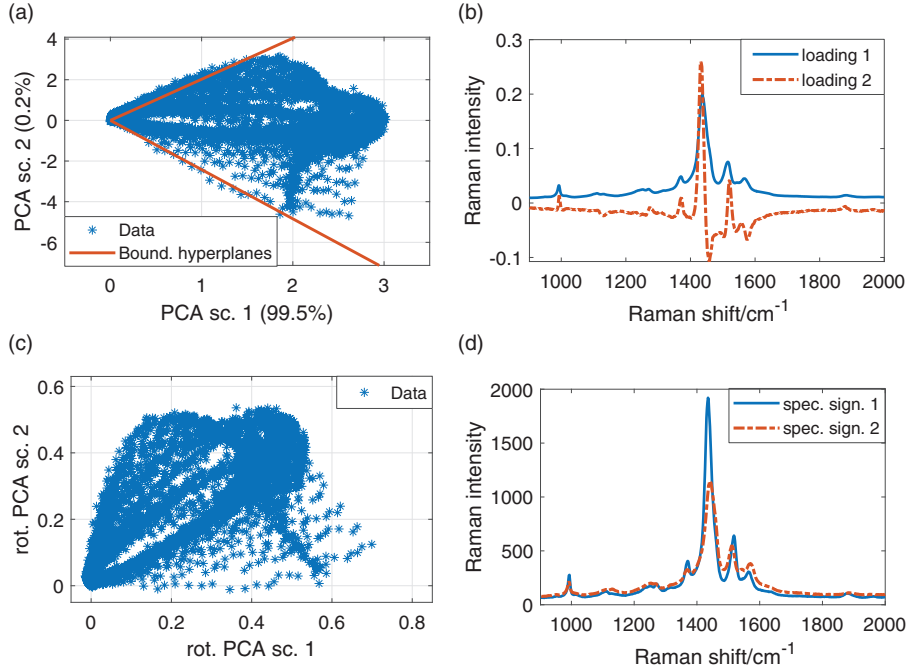 (a)
4
2
0
-2
-4
-6
PCA sc. 2 (0.2%)
Data
Bound. hyperplanes
0
1
2
3
PCA sc. 1 (99.5%)
(b)
0.3
0.2
0.1
0
-0.1
Raman intensity
loading 1
loading 2
1000
1200
1400
1600
1800
2000
Raman shift/cm⁻¹
(c)
0.6
0.4
0.2
0
rot. PCA sc. 2
Data
0
0.2
0.4
0.6
0.8
rot. PCA sc. 1
(d)
2000
1500
1000
500
0
Raman intensity
spec. sign. 1
spec. sign. 2
1000
1200
1400
1600
1800
2000
Raman shift/cm⁻¹